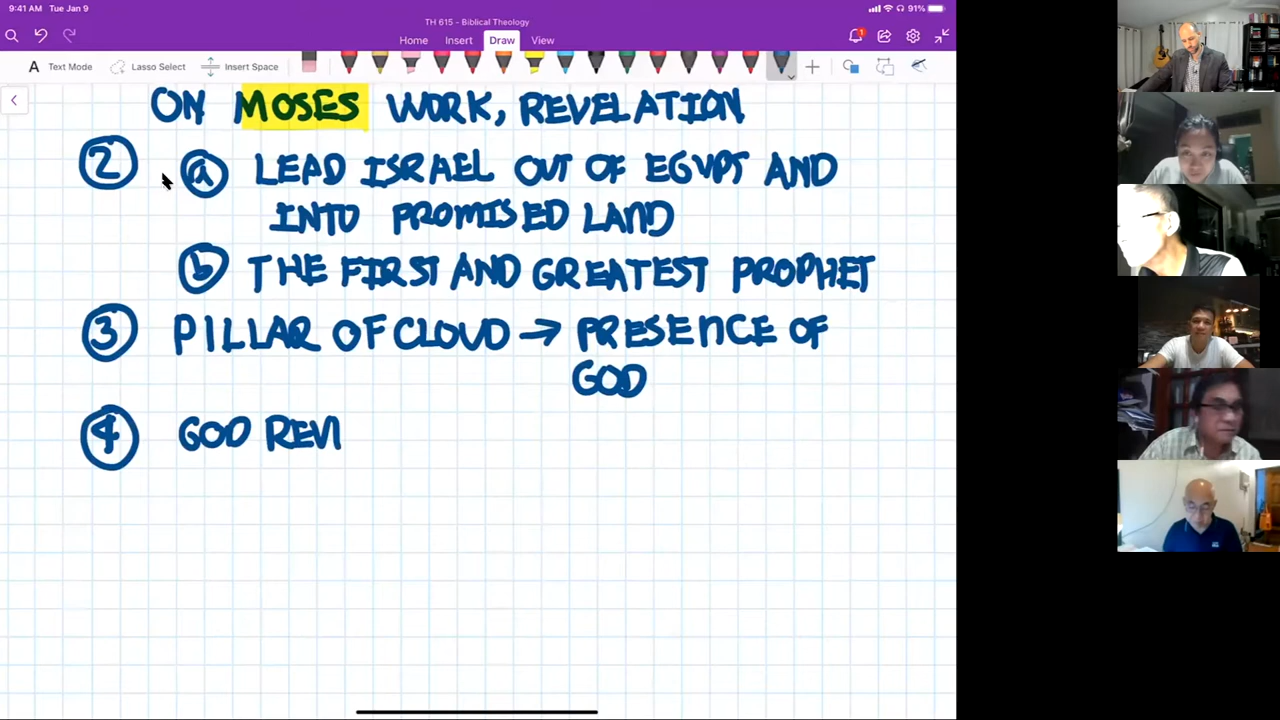 9:41 AM Tue Jan 9
91%
TH 615 - Biblical Theology
Home Insert Draw View
1
A Text Mode Lasso Select Insert Space
ON MOSES WORK, REVELATION
2 a LEAD ISRAEL OUT OF EGYPT AND
INTO PROMISED LAND
b THE FIRST AND GREATEST PROPHET
3 PILLAR OF CLOUD → PRESENCE OF
GOD
4 GOD REVI